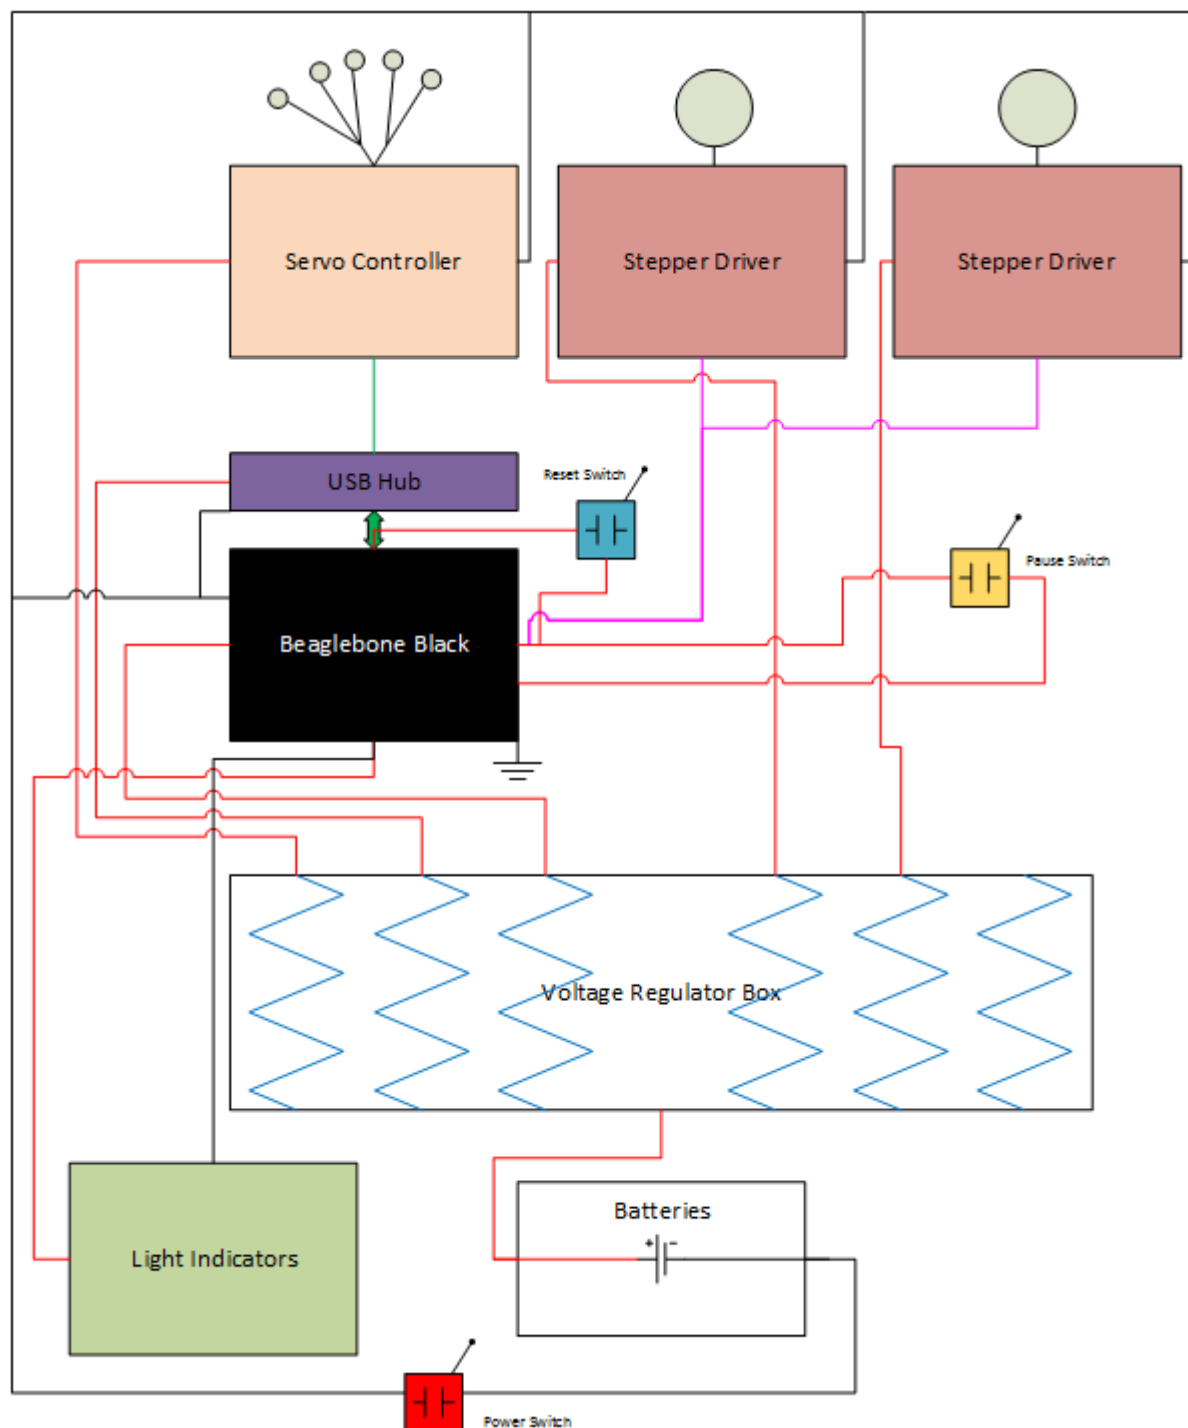 Servo Controller
Stepper Driver
Stepper Driver
USB Hub
Reset Switch
Pause Switch
Beaglebone Black
Voltage Regulator Box
Batteries
+ -
Light Indicators
Power Switch